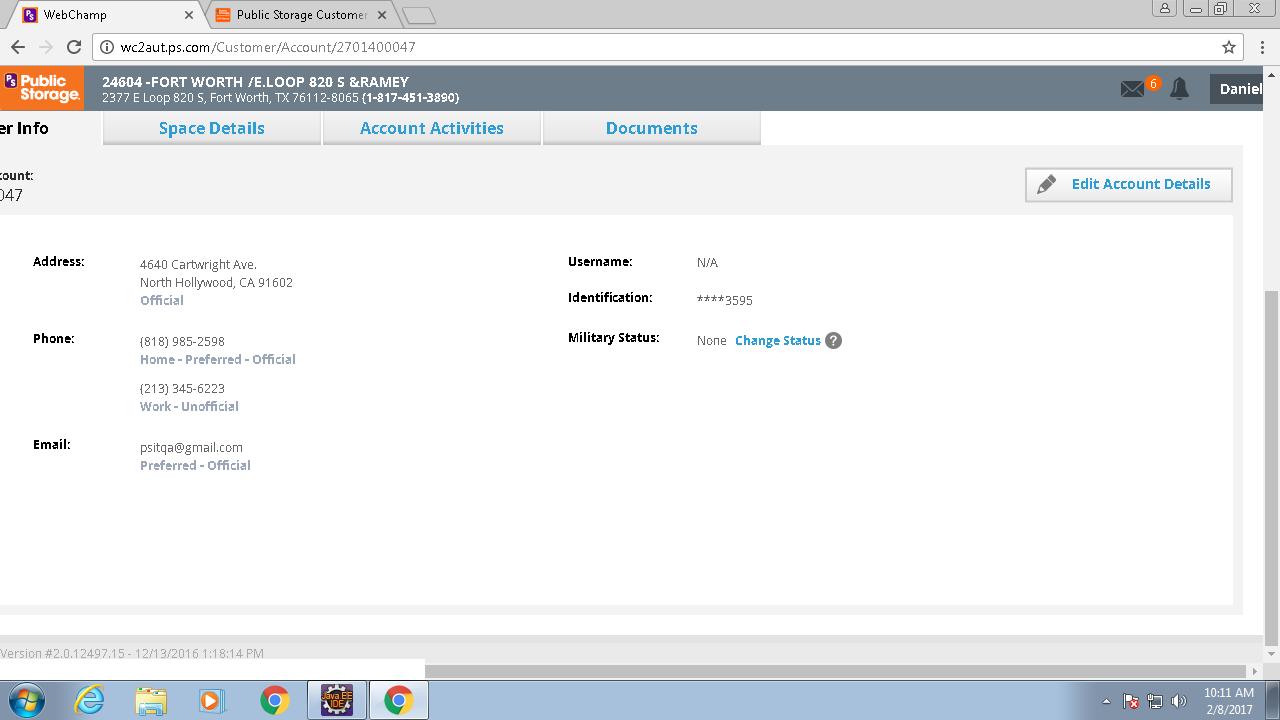 WebChamp
Public Storage Customer
wc2aut.ps.com/Customer/Account/2701400047
PS Public Storage.
24604 -FORT WORTH /E.LOOP 820 S &RAMEY
2377 E Loop 820 S, Fort Worth, TX 76112-8065 (1-817-451-3890)
6
Daniel
er Info
Space Details
Account Activities
Documents
count:
047
Edit Account Details
Address:
4640 Cartwright Ave.
North Hollywood, CA 91602
Official
Phone:
(818) 985-2598
Home - Preferred - Official
(213) 345-6223
Work - Unofficial
Email:
psitqa@gmail.com
Preferred - Official
Username:
N/A
Identification:
****3595
Military Status:
None Change Status ?
Version #2.0.12497.15 - 12/13/2016 1:18:14 PM
Java EE
IDE
10:11 AM
2/8/2017